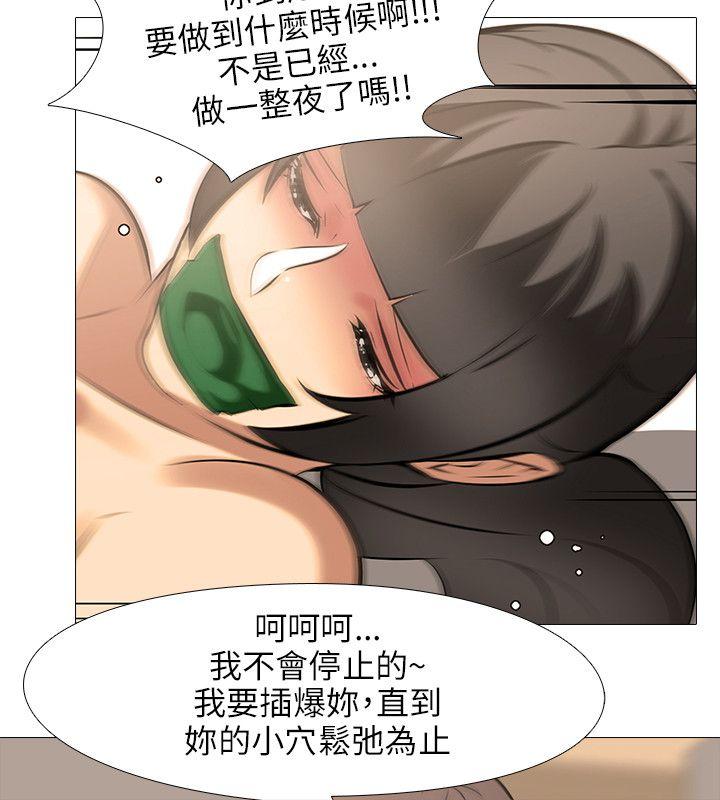 要做到什麼時候啊!!!
不是已經...
做一整夜了嗎!!
呵呵呵...
我不會停止的~
我要插爆妳，直到
妳的小穴鬆弛為止